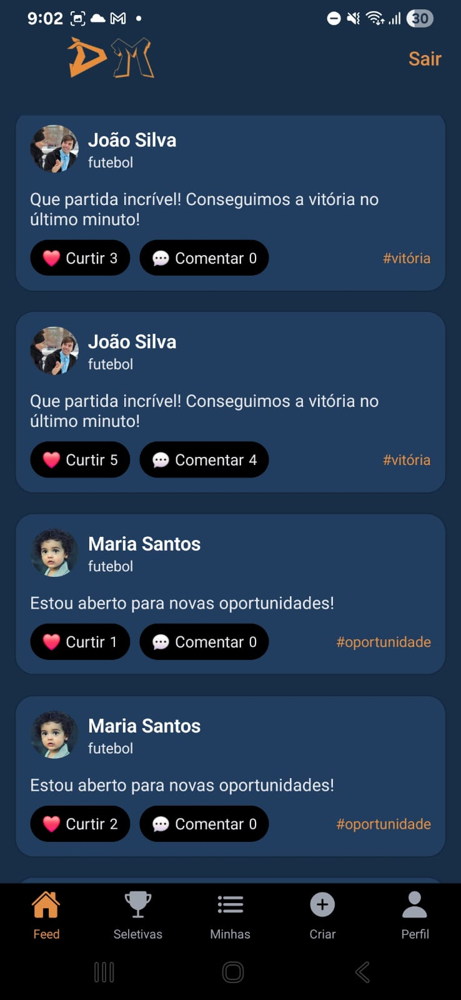 9:02
30
DM
Sair
João Silva
futebol
Que partida incrível! Conseguimos a vitória no
último minuto!
Curtir 3 Comentar 0 #vitória
João Silva
futebol
Que partida incrível! Conseguimos a vitória no
último minuto!
Curtir 5 Comentar 4 #vitória
Maria Santos
futebol
Estou aberto para novas oportunidades!
Curtir 1 Comentar 0 #oportunidade
Maria Santos
futebol
Estou aberto para novas oportunidades!
Curtir 2 Comentar 0 #oportunidade
Feed Seletivas Minhas Criar Perfil